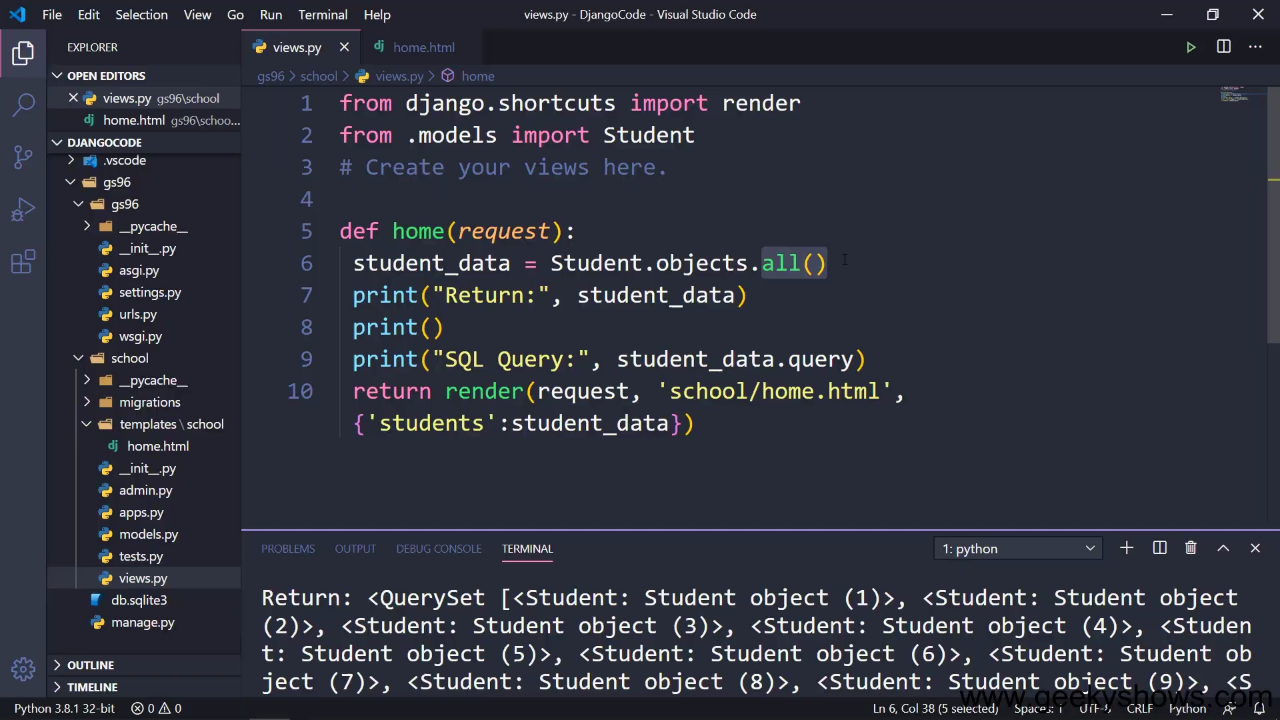 File Edit Selection View Go Run Terminal Help
views.py - DjangoCode - Visual Studio Code
EXPLORER
OPEN EDITORS
views.py gs96\school
home.html gs96\schoo...
DJANGOCODE
.vscode
gs96
gs96
__pycache__
__init__.py
asgi.py
settings.py
urls.py
wsgi.py
school
__pycache__
migrations
templates \ school
home.html
__init__.py
admin.py
apps.py
models.py
tests.py
views.py
db.sqlite3
manage.py
OUTLINE
TIMELINE
views.py home.html
gs96 > school > views.py > home
1 from django.shortcuts import render
2 from .models import Student
3 # Create your views here.
4
5 def home(request):
6 student_data = Student.objects.all()
7 print("Return:", student_data)
8 print()
9 print("SQL Query:", student_data.query)
10 return render(request, 'school/home.html',
{'students':student_data})
PROBLEMS OUTPUT DEBUG CONSOLE TERMINAL
1: python
Return: <QuerySet [<Student: Student object (1)>, <Student: Student object
(2)>, <Student: Student object (3)>, <Student: Student object (4)>, <Studen
t: Student object (5)>, <Student: Student object (6)>, <Student: Student ob
ject (7)>, <Student: Student object (8)>, <Student: Student object (9)>, <S
www.geekyshows.com
Python 3.8.1 32-bit 0 0 Ln 6, Col 38 (5 selected) Spaces: 1 UTF-8 CRLF Python